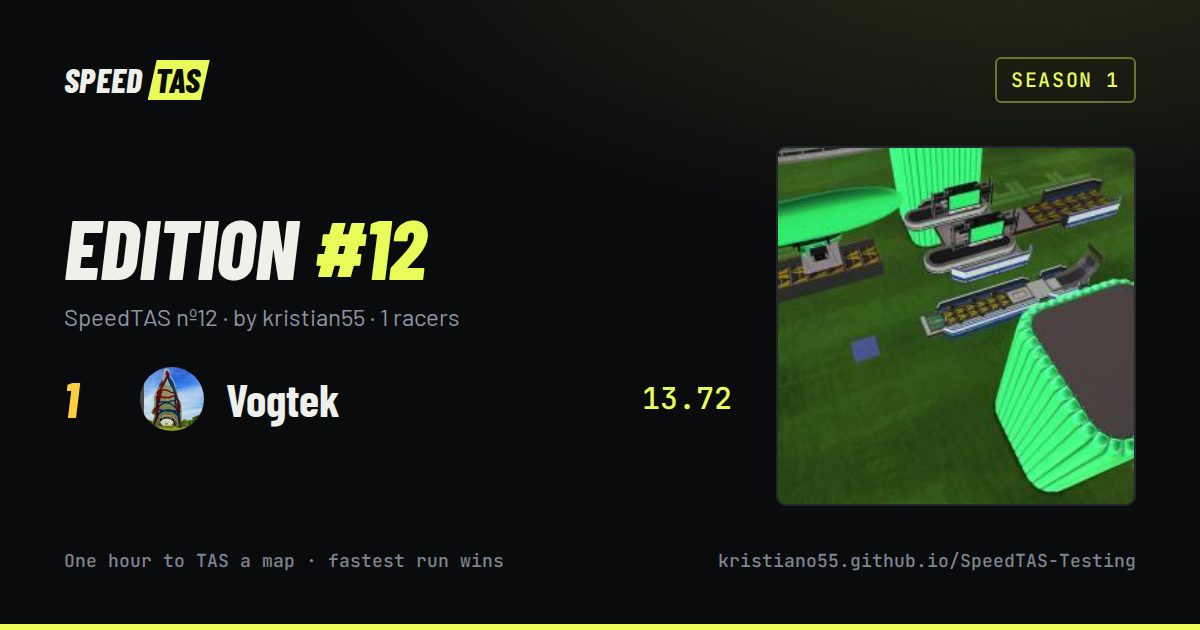 SPEED TAS
SEASON 1
EDITION #12
SpeedTAS nº12 · by kristian55 · 1 racers
1 Vogtek 13.72
One hour to TAS a map · fastest run wins
kristiano55.github.io/SpeedTAS-Testing